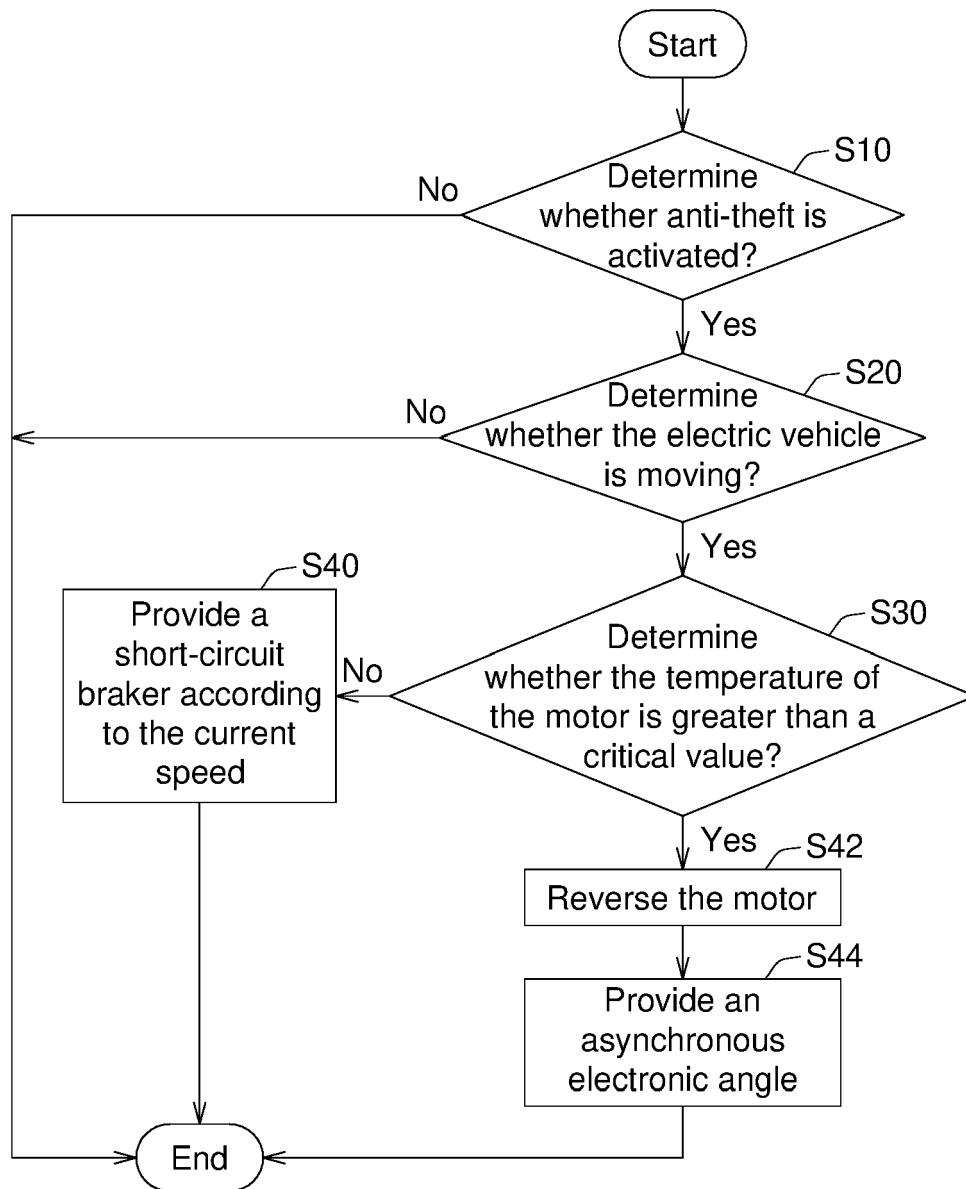 Start
S10
Determine
whether anti-theft is
activated?
No
Yes
S20
Determine
whether the electric vehicle
is moving?
No
Yes
S30
Determine
whether the temperature of
the motor is greater than a
critical value?
No
S40
Provide a
short-circuit
braker according
to the current
speed
Yes
S42
Reverse the motor
S44
Provide an
asynchronous
electronic angle
End